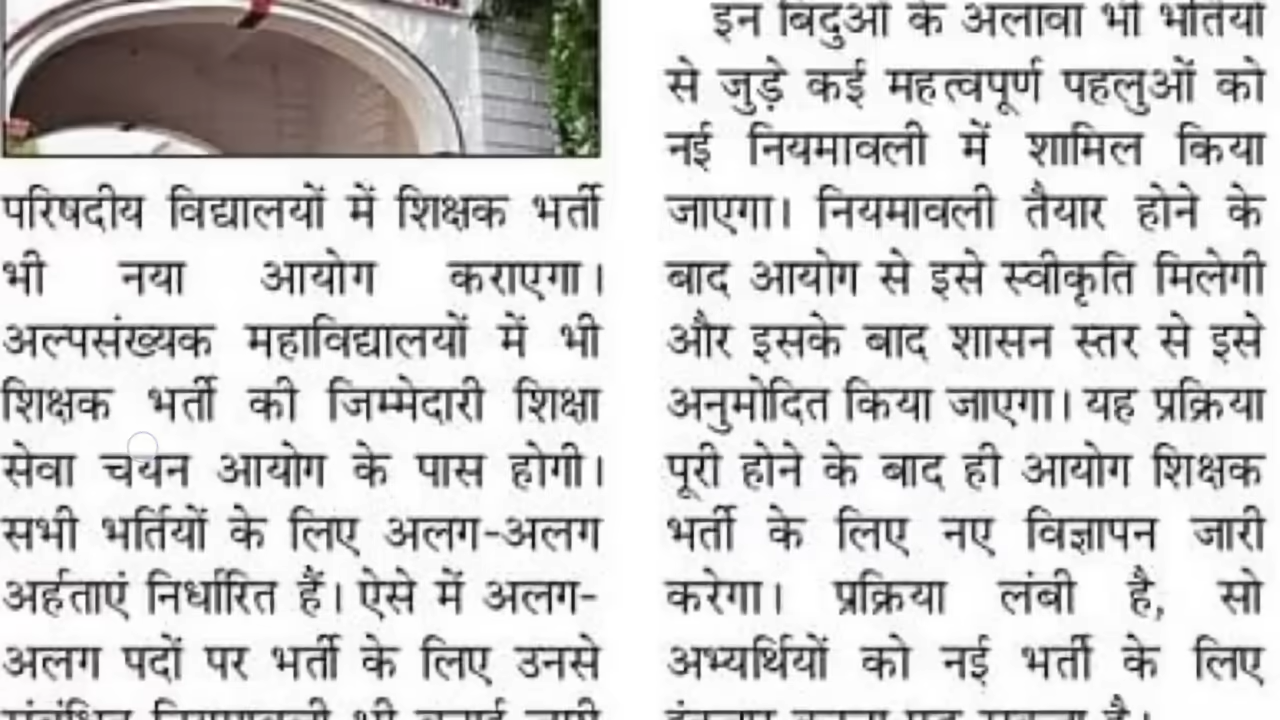 परिषदीय विद्यालयों में शिक्षक भर्ती
भी नया आयोग कराएगा।
अल्पसंख्यक महाविद्यालयों में भी
शिक्षक भर्ती की जिम्मेदारी शिक्षा
सेवा चयन आयोग के पास होगी।
सभी भर्तियों के लिए अलग-अलग
अर्हताएं निर्धारित हैं। ऐसे में अलग-
अलग पदों पर भर्ती के लिए उनसे
इन बिंदुओं के अलावा भी भर्तियों
से जुड़े कई महत्वपूर्ण पहलुओं को
नई नियमावली में शामिल किया
जाएगा। नियमावली तैयार होने के
बाद आयोग से इसे स्वीकृति मिलेगी
और इसके बाद शासन स्तर से इसे
अनुमोदित किया जाएगा। यह प्रक्रिया
पूरी होने के बाद ही आयोग शिक्षक
भर्ती के लिए नए विज्ञापन जारी
करेगा। प्रक्रिया लंबी है, सो
अभ्यर्थियों को नई भर्ती के लिए